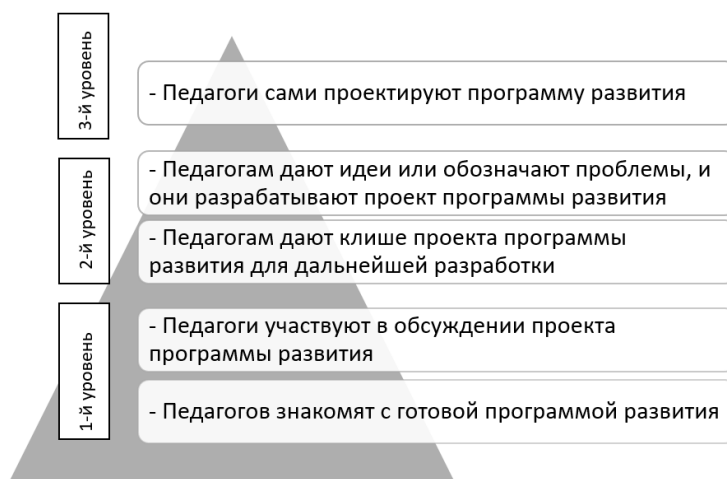 3-й уровень
- Педагоги сами проектируют программу развития
2-й уровень
- Педагогам дают идеи или обозначают проблемы, и
они разрабатывают проект программы развития
- Педагогам дают клише проекта программы
развития для дальнейшей разработки
1-й уровень
- Педагоги участвуют в обсуждении проекта
программы развития
- Педагогов знакомят с готовой программой развития